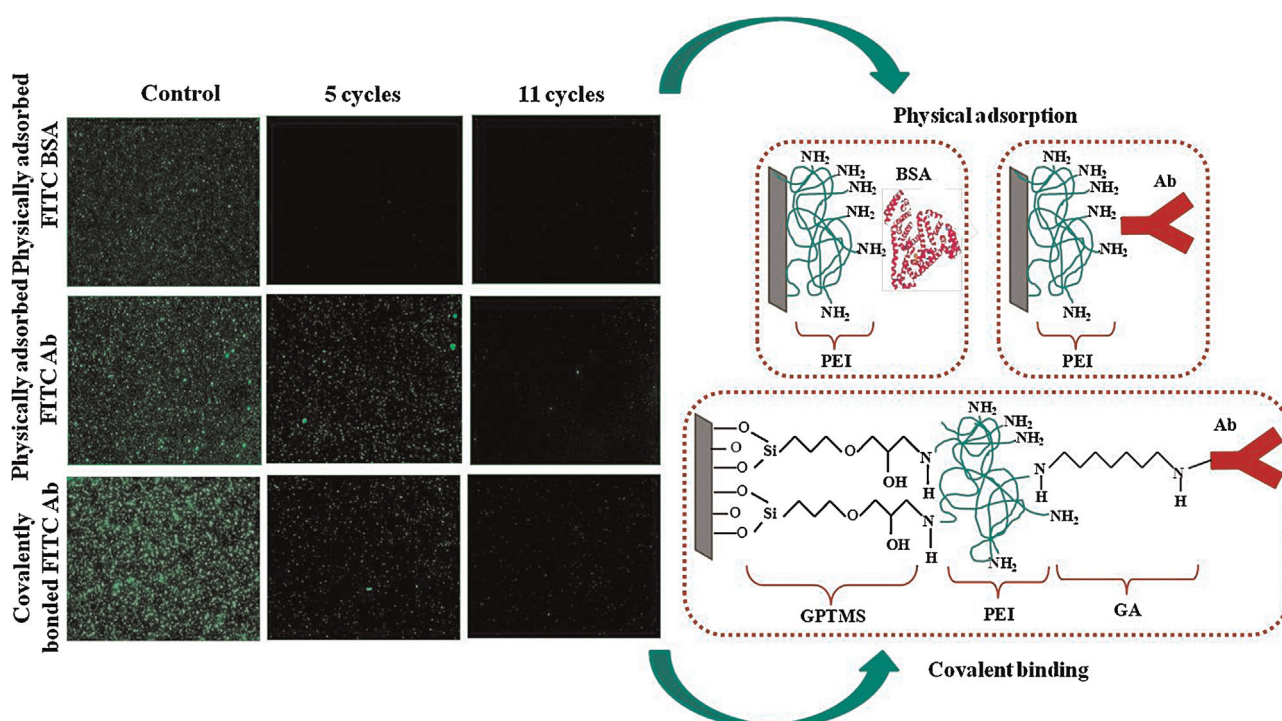 Control
5 cycles
11 cycles
Physically adsorbed
FITC BSA
Physically adsorbed
FITC Ab
Covalently
bonded FITC Ab
Physical adsorption
NH2
NH2
NH2
NH2
NH2
NH2
BSA
PEI
NH2
NH2
NH2
NH2
NH2
NH2
Ab
PEI
O
O
O
Si
O
OH
N
H
O
O
O
Si
O
OH
N
H
NH2
NH2
NH2
NH2
NH2
N
H
N
H
Ab
GPTMS
PEI
GA
Covalent binding